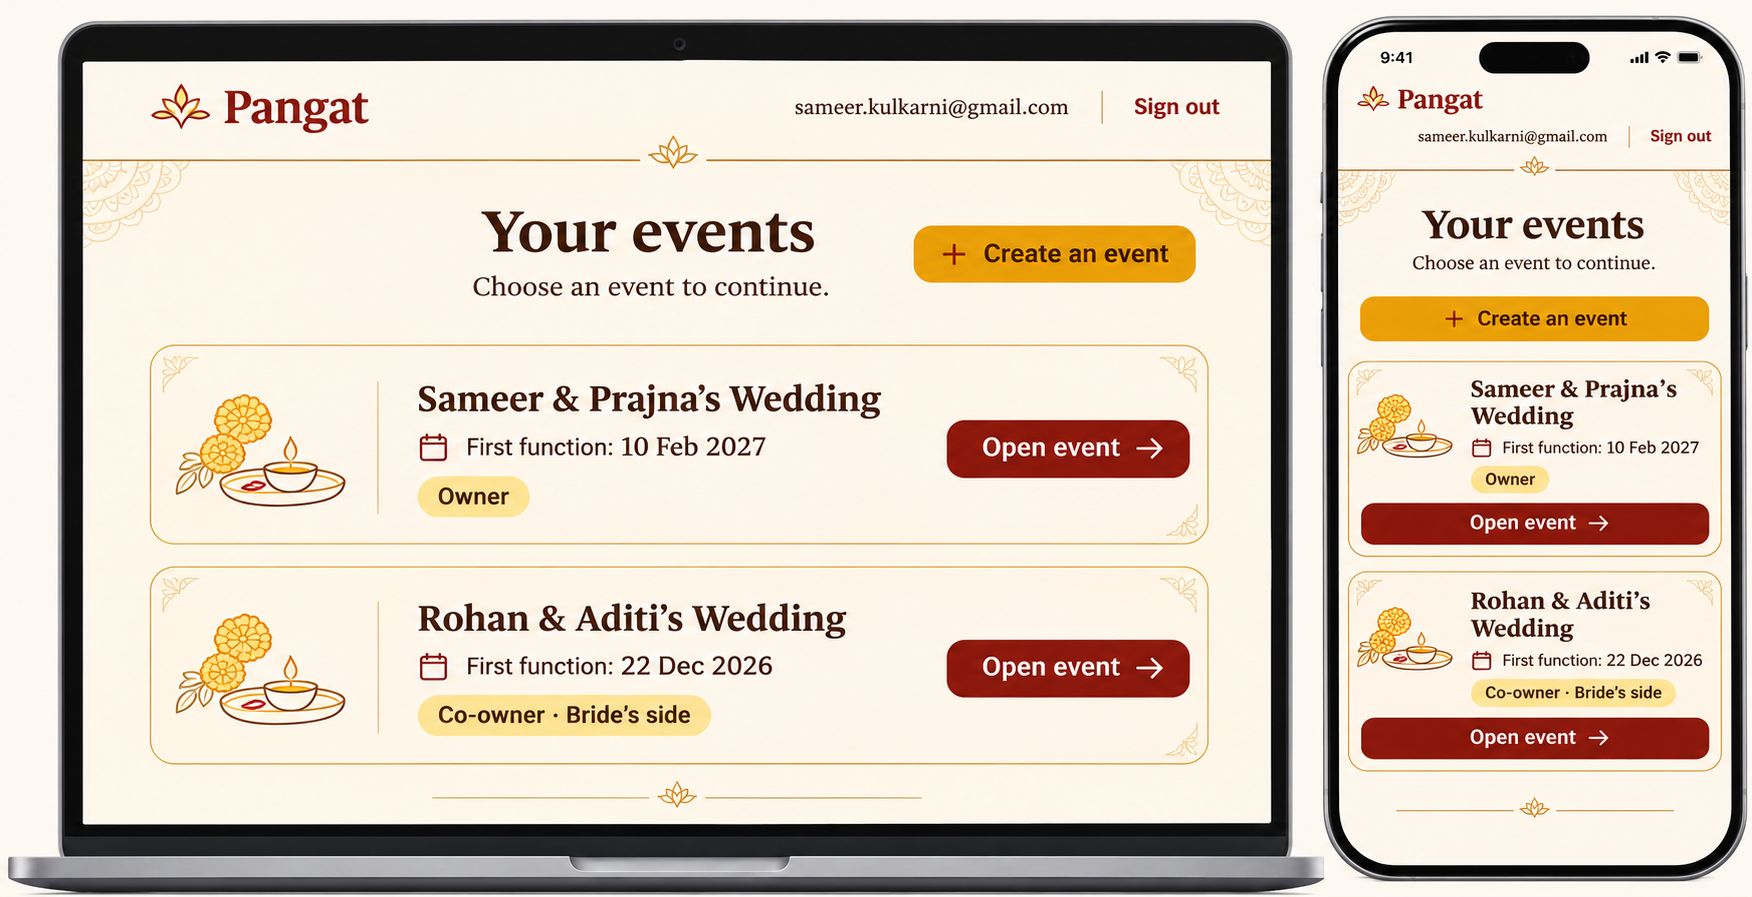 Pangat
sameer.kulkarni@gmail.com
Sign out
Your events
Choose an event to continue.
+ Create an event
Sameer & Prajna’s Wedding
First function: 10 Feb 2027
Owner
Open event →
Rohan & Aditi’s Wedding
First function: 22 Dec 2026
Co-owner · Bride’s side
Open event →
9:41
Pangat
sameer.kulkarni@gmail.com
Sign out
Your events
Choose an event to continue.
+ Create an event
Sameer & Prajna’s
Wedding
First function: 10 Feb 2027
Owner
Open event →
Rohan & Aditi’s
Wedding
First function: 22 Dec 2026
Co-owner · Bride’s side
Open event →